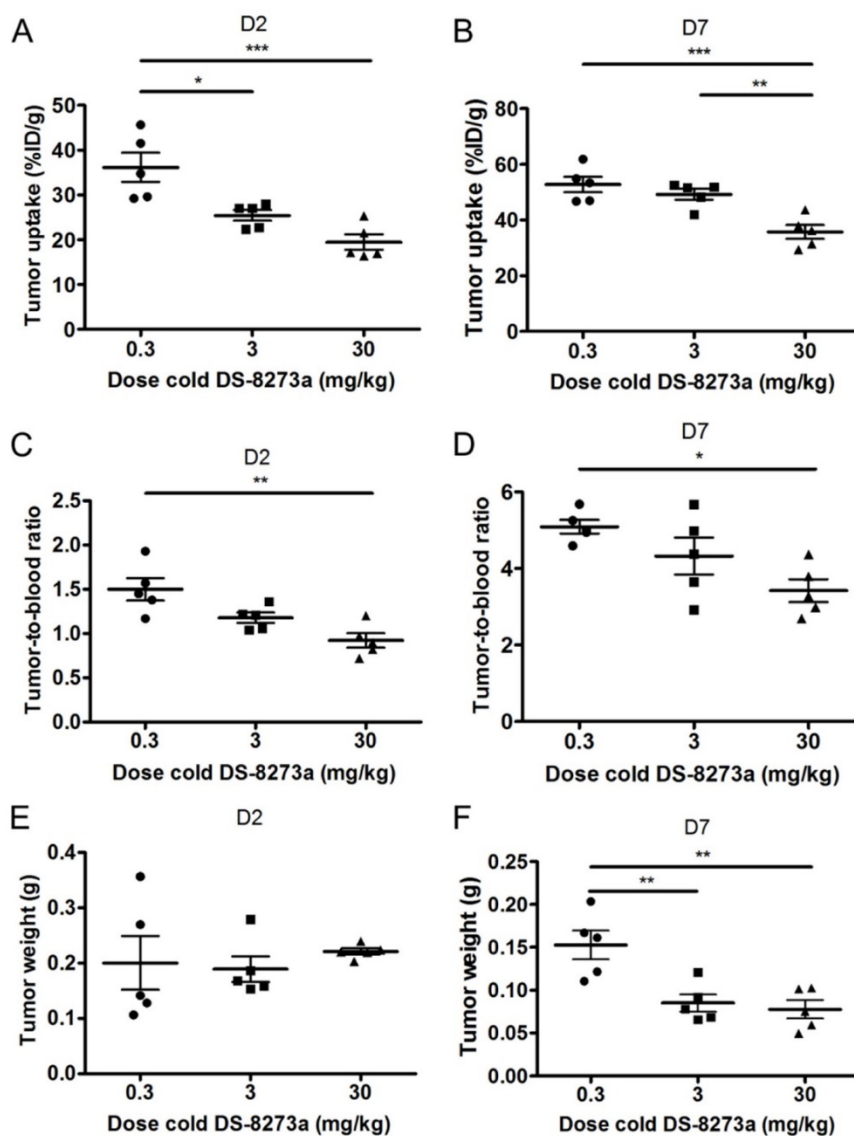 A
D2
***
*
Tumor uptake (%ID/g)
50
40
30
20
10
0
0.3 3 30
Dose cold DS-8273a (mg/kg)
B
D7
***
**
Tumor uptake (%ID/g)
80
60
40
20
0
0.3 3 30
Dose cold DS-8273a (mg/kg)
C
D2
**
Tumor-to-blood ratio
2.5
2.0
1.5
1.0
0.5
0.0
0.3 3 30
Dose cold DS-8273a (mg/kg)
D
D7
*
Tumor-to-blood ratio
6
4
2
0
0.3 3 30
Dose cold DS-8273a (mg/kg)
E
D2
Tumor weight (g)
0.4
0.3
0.2
0.1
0.0
0.3 3 30
Dose cold DS-8273a (mg/kg)
F
D7
**
**
Tumor weight (g)
0.25
0.20
0.15
0.10
0.05
0.00
0.3 3 30
Dose cold DS-8273a (mg/kg)